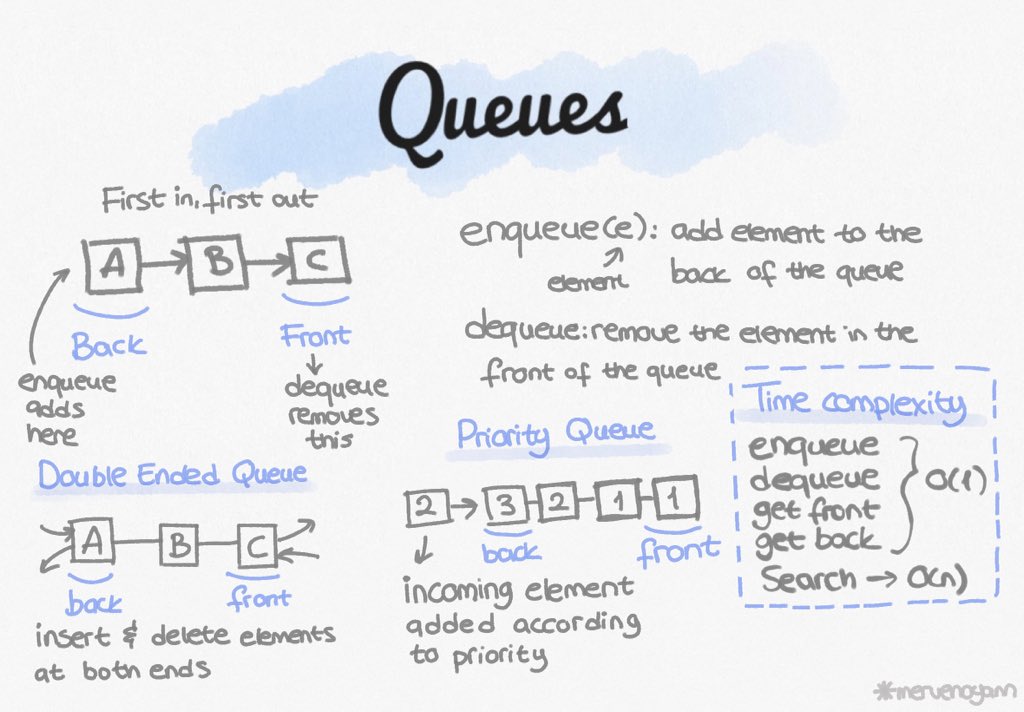 Queues
First in, first out
A B C
Back
Front
enqueue
adds
here
dequeue
removes
this
enqueue(e): add element to the
element
back of the queue
dequeue: remove the element in the
front of the queue
Double Ended Queue
A B C
back
front
insert & delete elements
at both ends
Priority Queue
2 3 2 1 1
back
front
incoming element
added according
to priority
Time complexity
enqueue
dequeue
get front
get back
O(1)
Search → O(n)
*mervenoyann